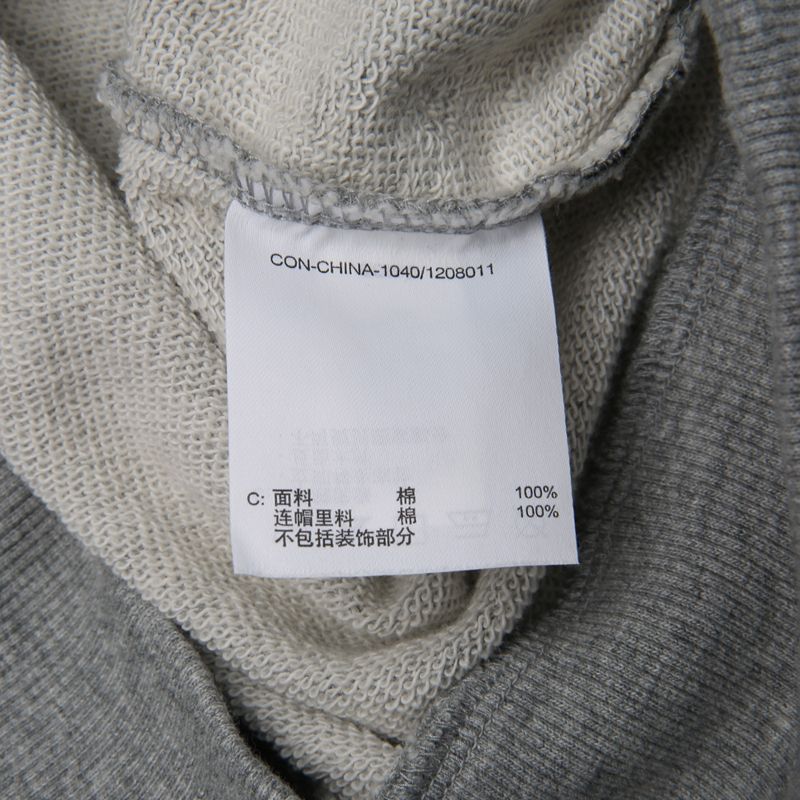 CON-CHINA-1040/1208011
C: 面料 棉 100%
连帽里料 棉 100%
不包括装饰部分